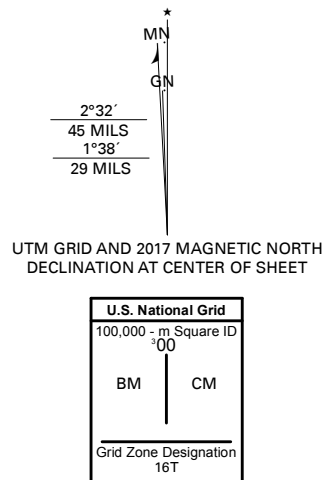 ★
MN
GN
2°32´
45 MILS
1°38´
29 MILS
UTM GRID AND 2017 MAGNETIC NORTH
DECLINATION AT CENTER OF SHEET
U.S. National Grid
100,000 - m Square ID
³00
BM CM
Grid Zone Designation
16T